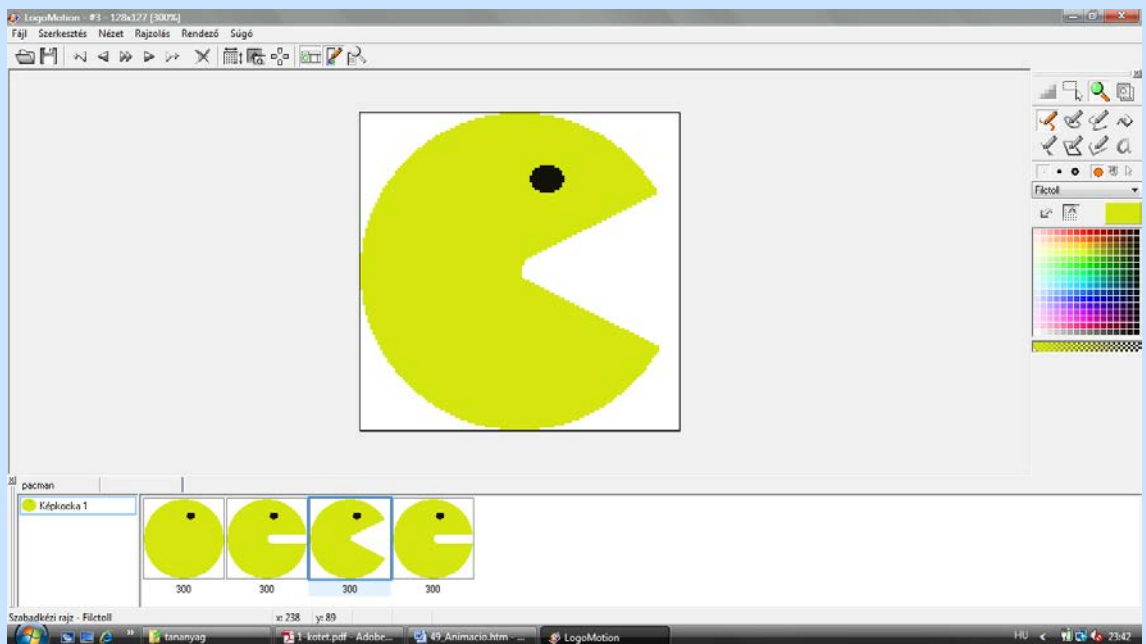 LogoMotion - #3 - 128x127 [300%]
Fájl Szerkesztés Nézet Rajzolás Rendező Súgó
Filctoll
pacman
Képkocka 1
300 300 300 300
Szabadkézi rajz - Filctoll x: 238 y: 89
tananyag 1-kotet.pdf - Adobe... 49_Animacio.htm - ... LogoMotion HU 23:42